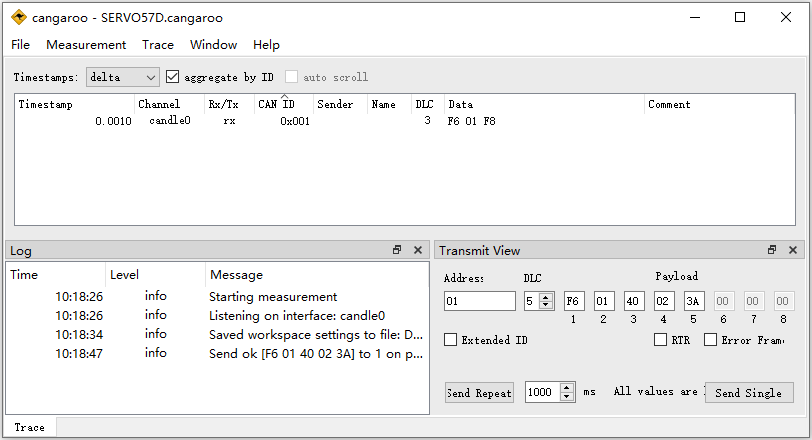 cangaroo - SERVO57D.cangaroo
File Measurement Trace Window Help
Timestamps: delta aggregate by ID auto scroll
Timestamp Channel Rx/Tx CAN ID Sender Name DLC Data Comment
0.0010 candle0 rx 0x001 3 F6 01 F8
Log
Time Level Message
10:18:26 info Starting measurement
10:18:26 info Listening on interface: candle0
10:18:34 info Saved workspace settings to file: D...
10:18:47 info Send ok [F6 01 40 02 3A] to 1 on p...
Transmit View
Address DLC Payload
01 5 F6 01 40 02 3A 00 00 00
1 2 3 4 5 6 7 8
Extended ID RTR Error Fram
Send Repeat 1000 ms All values are Send Single
Trace